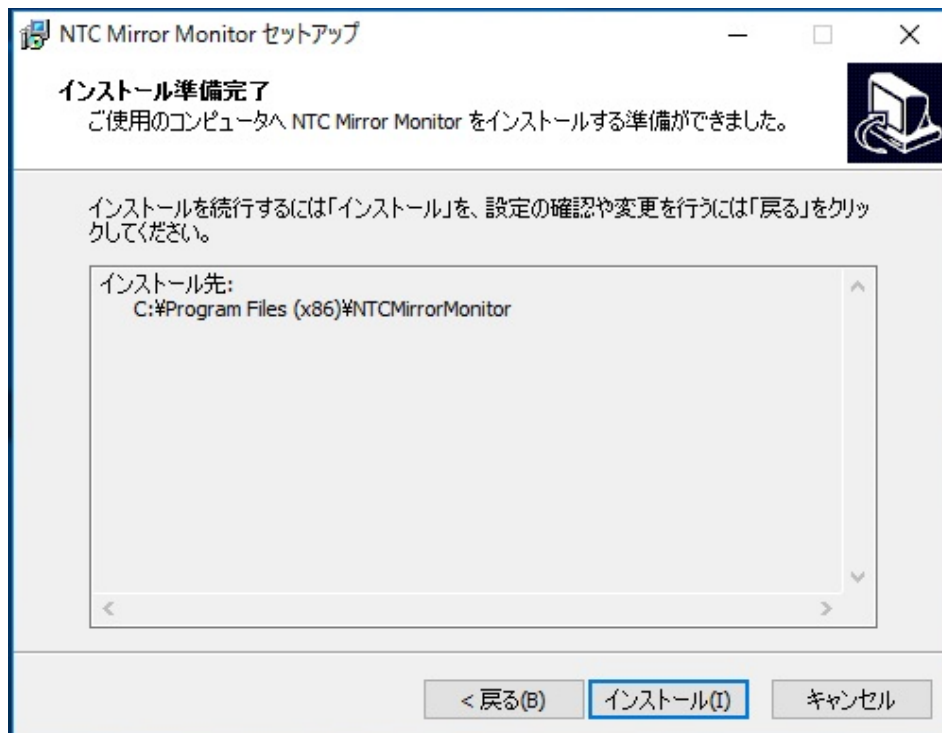 NTC Mirror Monitor セットアップ
インストール準備完了
ご使用のコンピュータへ NTC Mirror Monitor をインストールする準備ができました。
インストールを続行するには「インストール」を、設定の確認や変更を行うには「戻る」をクリッ
クしてください。
インストール先:
C:¥Program Files (x86)¥NTCMirrorMonitor
< 戻る(B)
インストール(I)
キャンセル